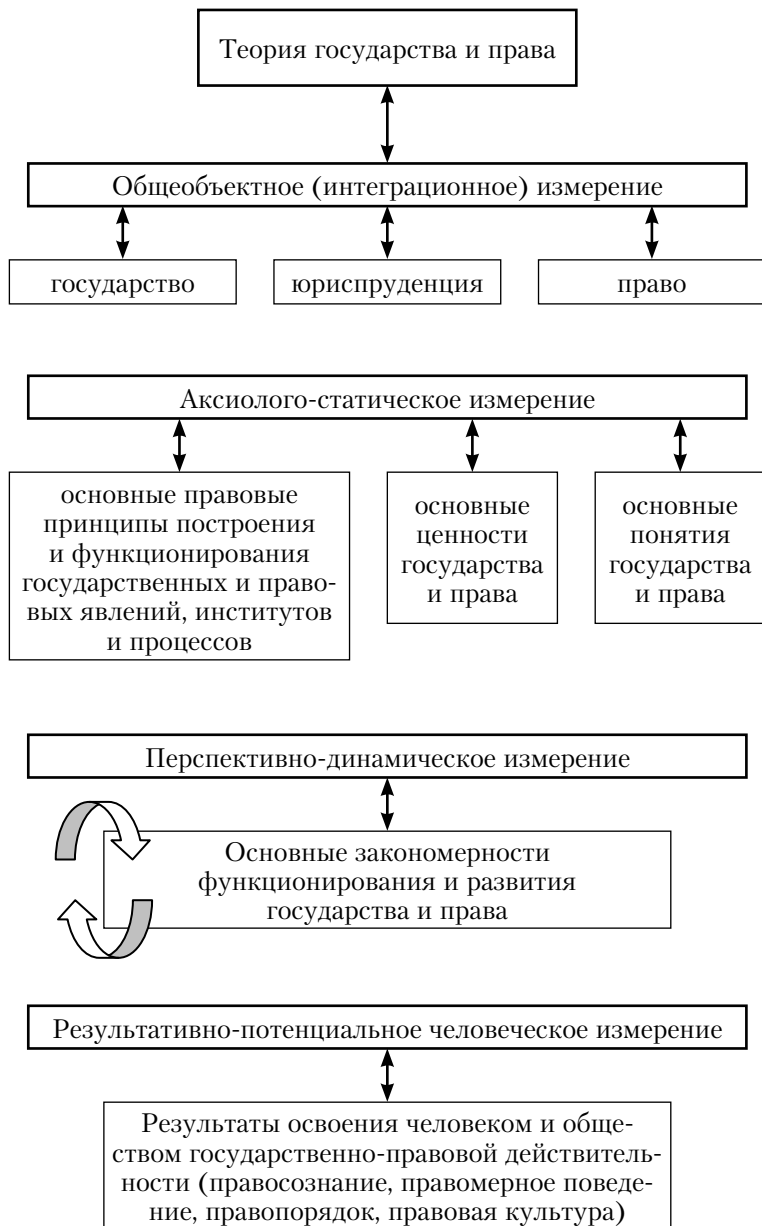 Теория государства и права
Общеобъектное (интеграционное) измерение
государство
юриспруденция
право
Аксиолого-статическое измерение
основные правовые
принципы построения
и функционирования
государственных и право-
вых явлений, институтов
и процессов
основные
ценности
государства
и права
основные
понятия
государства
и права
Перспективно-динамическое измерение
Основные закономерности
функционирования и развития
государства и права
Результативно-потенциальное человеческое измерение
Результаты освоения человеком и обще-
ством государственно-правовой действитель-
ности (правосознание, правомерное поведе-
ние, правопорядок, правовая культура)